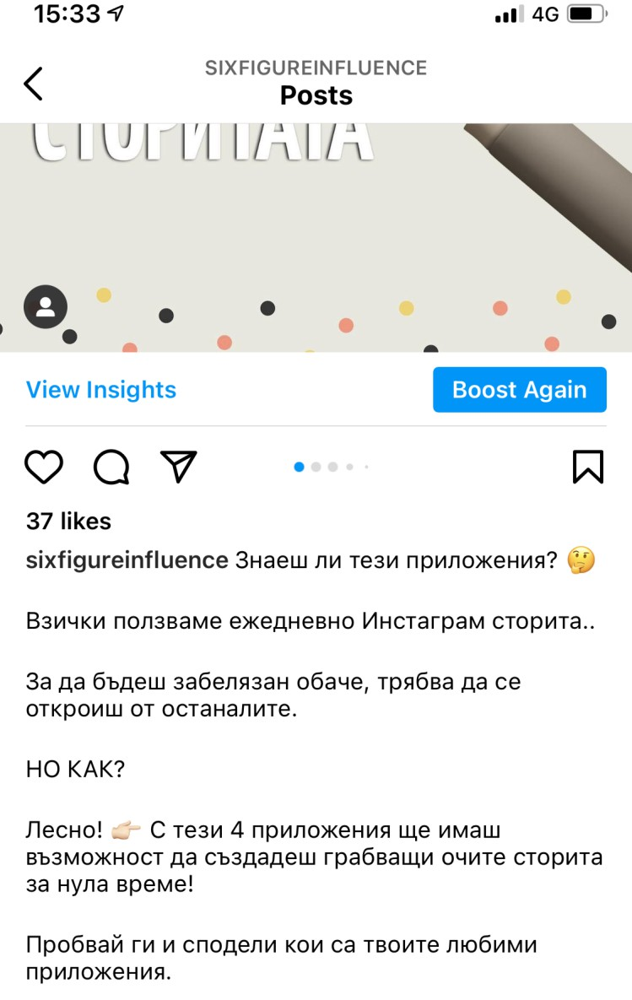 15:33
4G
SIXFIGUREINFLUENCE
Posts
СТОРИТАТА
View Insights
Boost Again
37 likes
sixfigureinfluence Знаеш ли тези приложения? 🤔
Взички ползваме ежедневно Инстаграм сторита..
За да бъдеш забелязан обаче, трябва да се
откроиш от останалите.
НО КАК?
Лесно! 👉🏻 С тези 4 приложения ще имаш
възможност да създадеш грабващи очите сторита
за нула време!
Пробвай ги и сподели кои са твоите любими
приложения.